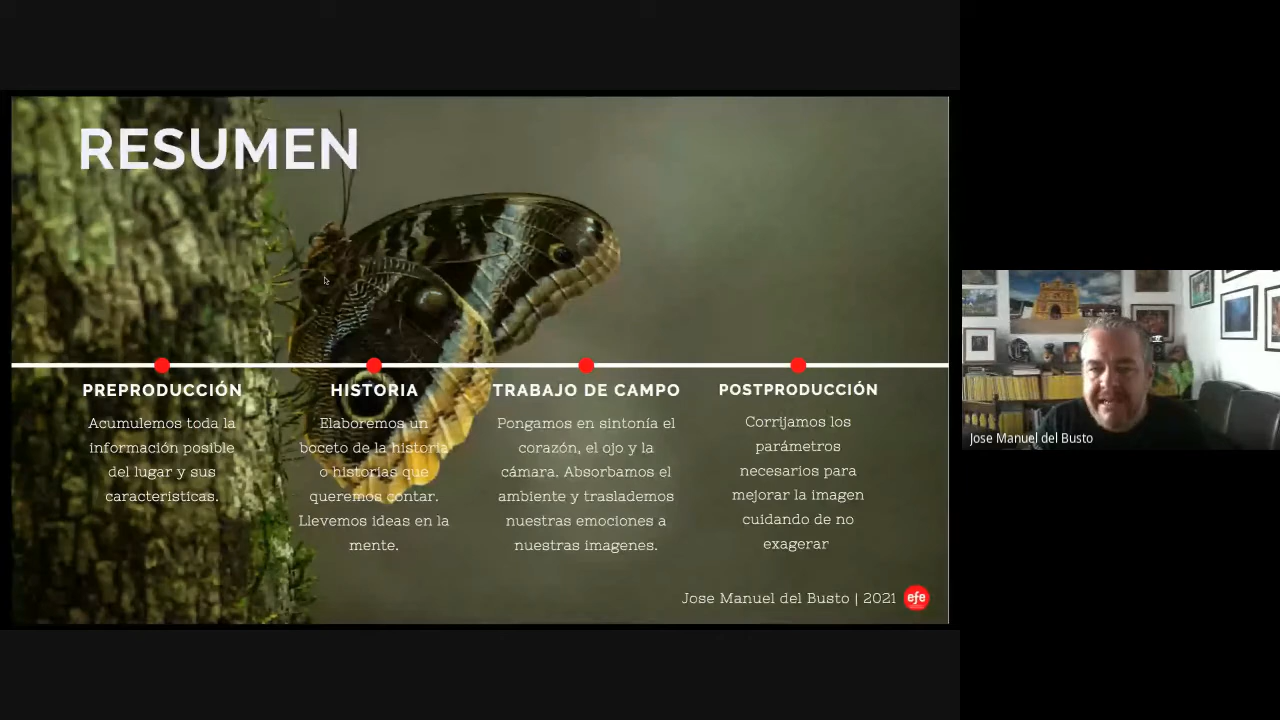 RESUMEN
PREPRODUCCIÓN
Acumulemos toda la
información posible
del lugar y sus
características.
HISTORIA
Elaboremos un
boceto de la historia
o historias que
queremos contar.
Llevemos ideas en la
mente.
TRABAJO DE CAMPO
Pongamos en sintonía el
corazón, el ojo y la
cámara. Absorbamos el
ambiente y traslademos
nuestras emociones a
nuestras imagenes.
POSTPRODUCCIÓN
Corrijamos los
parámetros
necesarios para
mejorar la imagen
cuidando de no
exagerar
Jose Manuel del Busto | 2021
efe
Jose Manuel del Busto